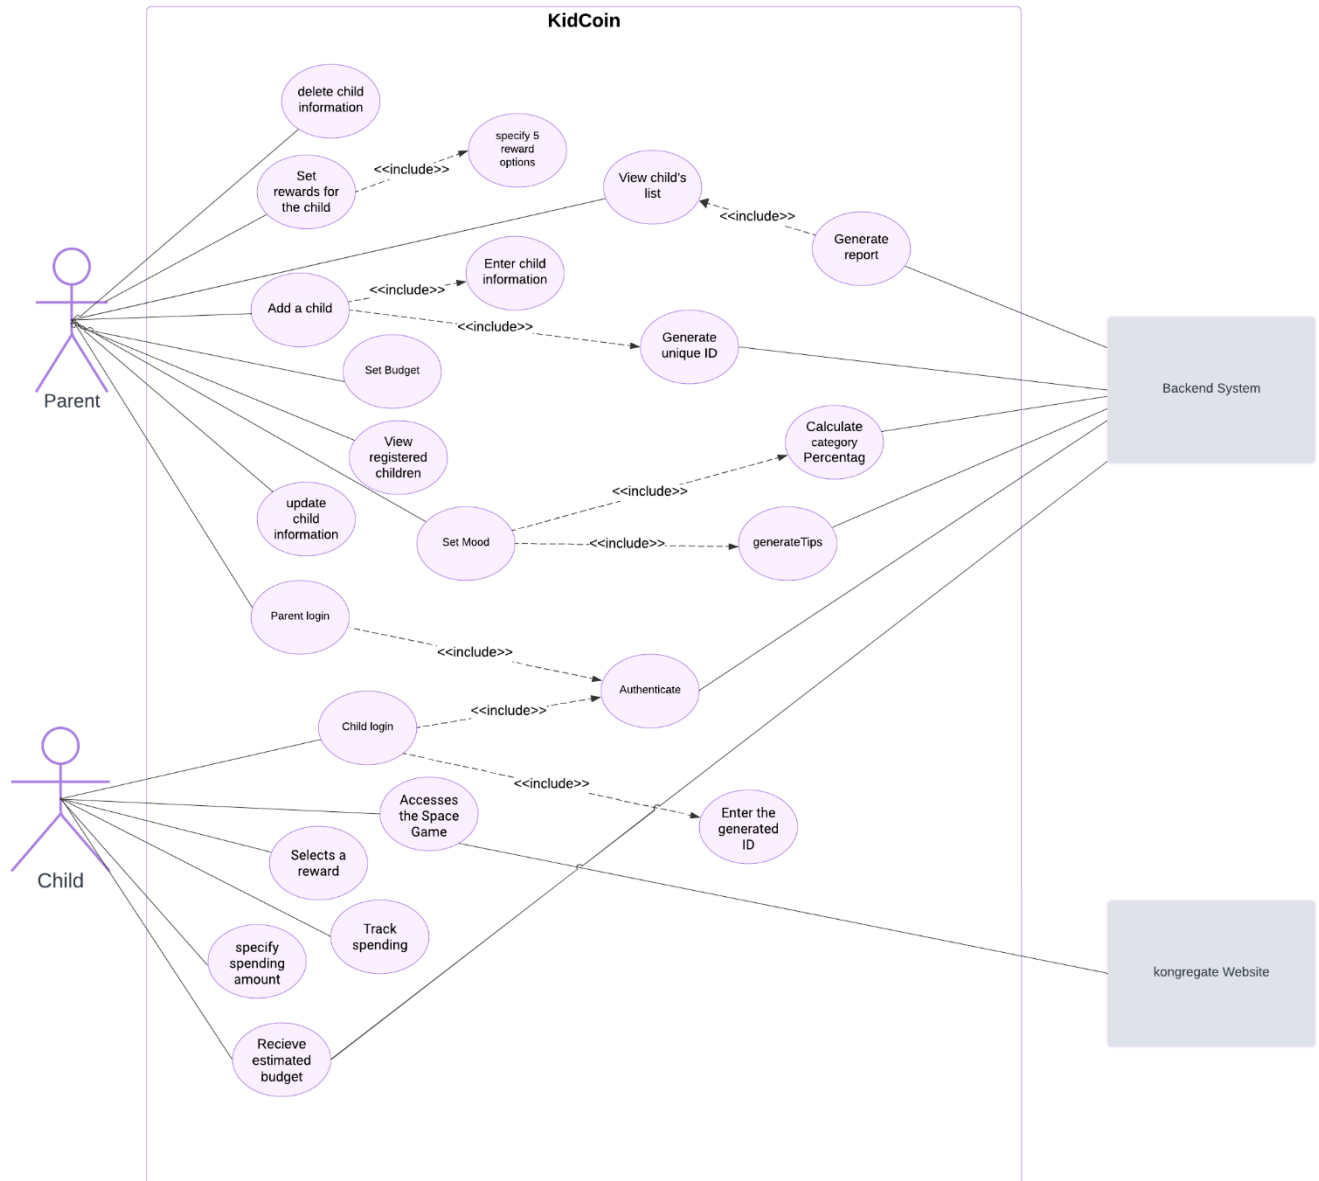 KidCoin
delete child
information
specify 5
reward
options
<<include>>
Set
rewards for
the child
View child's
list
<<include>>
Generate
report
Enter child
information
<<include>>
Add a child
<<include>>
Generate
unique ID
Set Budget
Parent
Backend System
View
registered
children
Calculate
category
Percentag
<<include>>
update
child
information
Set Mood
<<include>>
generateTips
Parent login
<<include>>
Authenticate
<<include>>
Child login
<<include>>
Accesses
the Space
Game
Enter the
generated
ID
Selects a
reward
Child
Track
spending
specify
spending
amount
kongregate Website
Recieve
estimated
budget